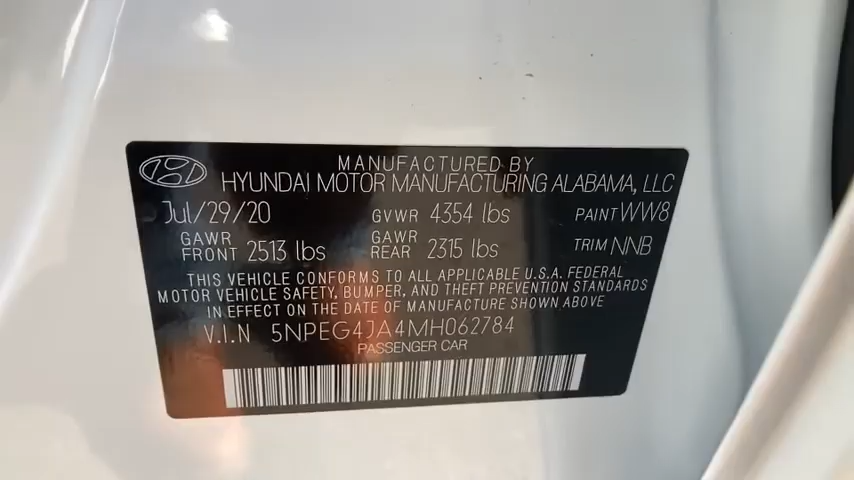 MANUFACTURED BY
HYUNDAI MOTOR MANUFACTURING ALABAMA, LLC
Jul/29/20 GVWR 4354 lbs PAINT WW8
GAWR FRONT 2513 lbs GAWR REAR 2315 lbs TRIM NNB
THIS VEHICLE CONFORMS TO ALL APPLICABLE U.S.A. FEDERAL
MOTOR VEHICLE SAFETY, BUMPER, AND THEFT PREVENTION STANDARDS
IN EFFECT ON THE DATE OF MANUFACTURE SHOWN ABOVE
V.I.N 5NPEG4JA4MH062784
PASSENGER CAR